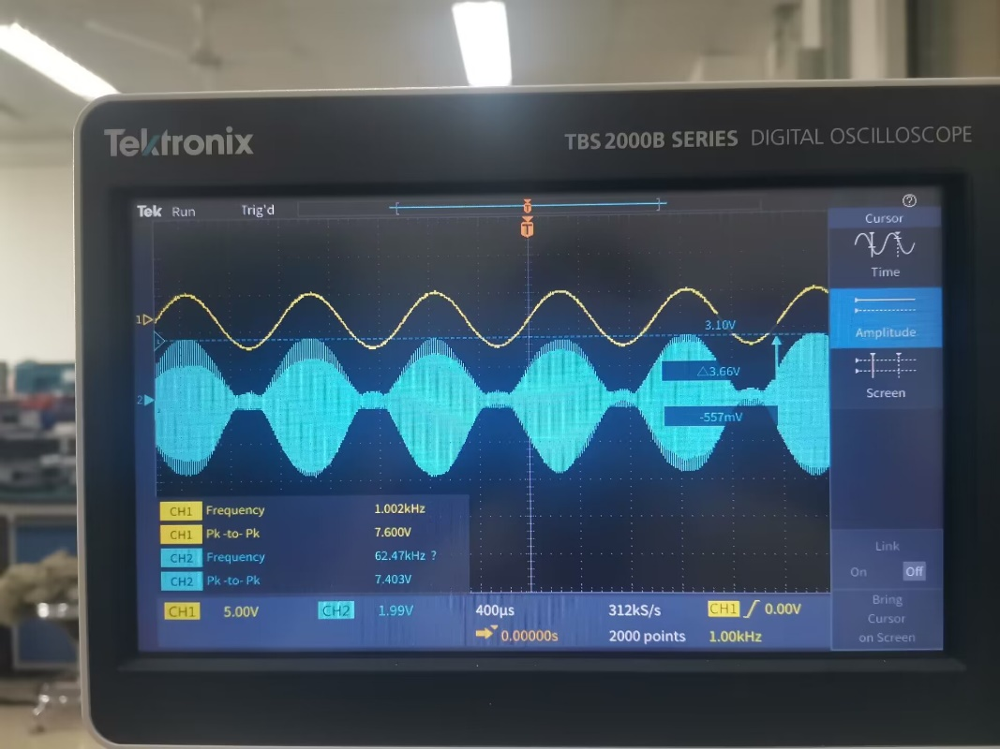 Tektronix
TBS 2000B SERIES DIGITAL OSCILLOSCOPE
Tek Run Trig'd
T
T
Cursor
Time
Amplitude
Screen
1
3.10V
△3.66V
2
-557mV
CH1 Frequency 1.002kHz
CH1 Pk-to-Pk 7.600V
CH2 Frequency 62.47kHz ?
CH2 Pk-to-Pk 7.403V
Link
On Off
Bring
Cursor
on Screen
CH1 5.00V CH2 1.99V 400µs 312kS/s CH1 0.00V
0.00000s 2000 points 1.00kHz